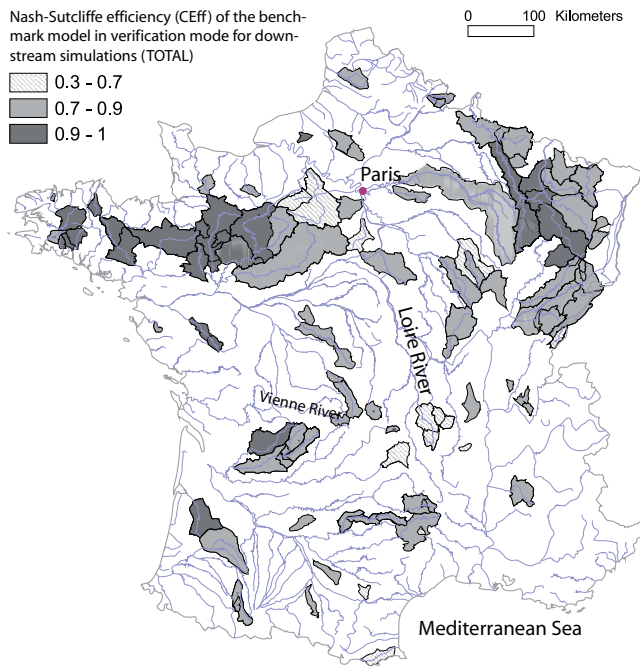 Nash-Sutcliffe efficiency (CEff) of the bench-
mark model in verification mode for down-
stream simulations (TOTAL)
0.3 - 0.7
0.7 - 0.9
0.9 - 1
0 100 Kilometers
Paris
Loire River
Vienne River
Mediterranean Sea